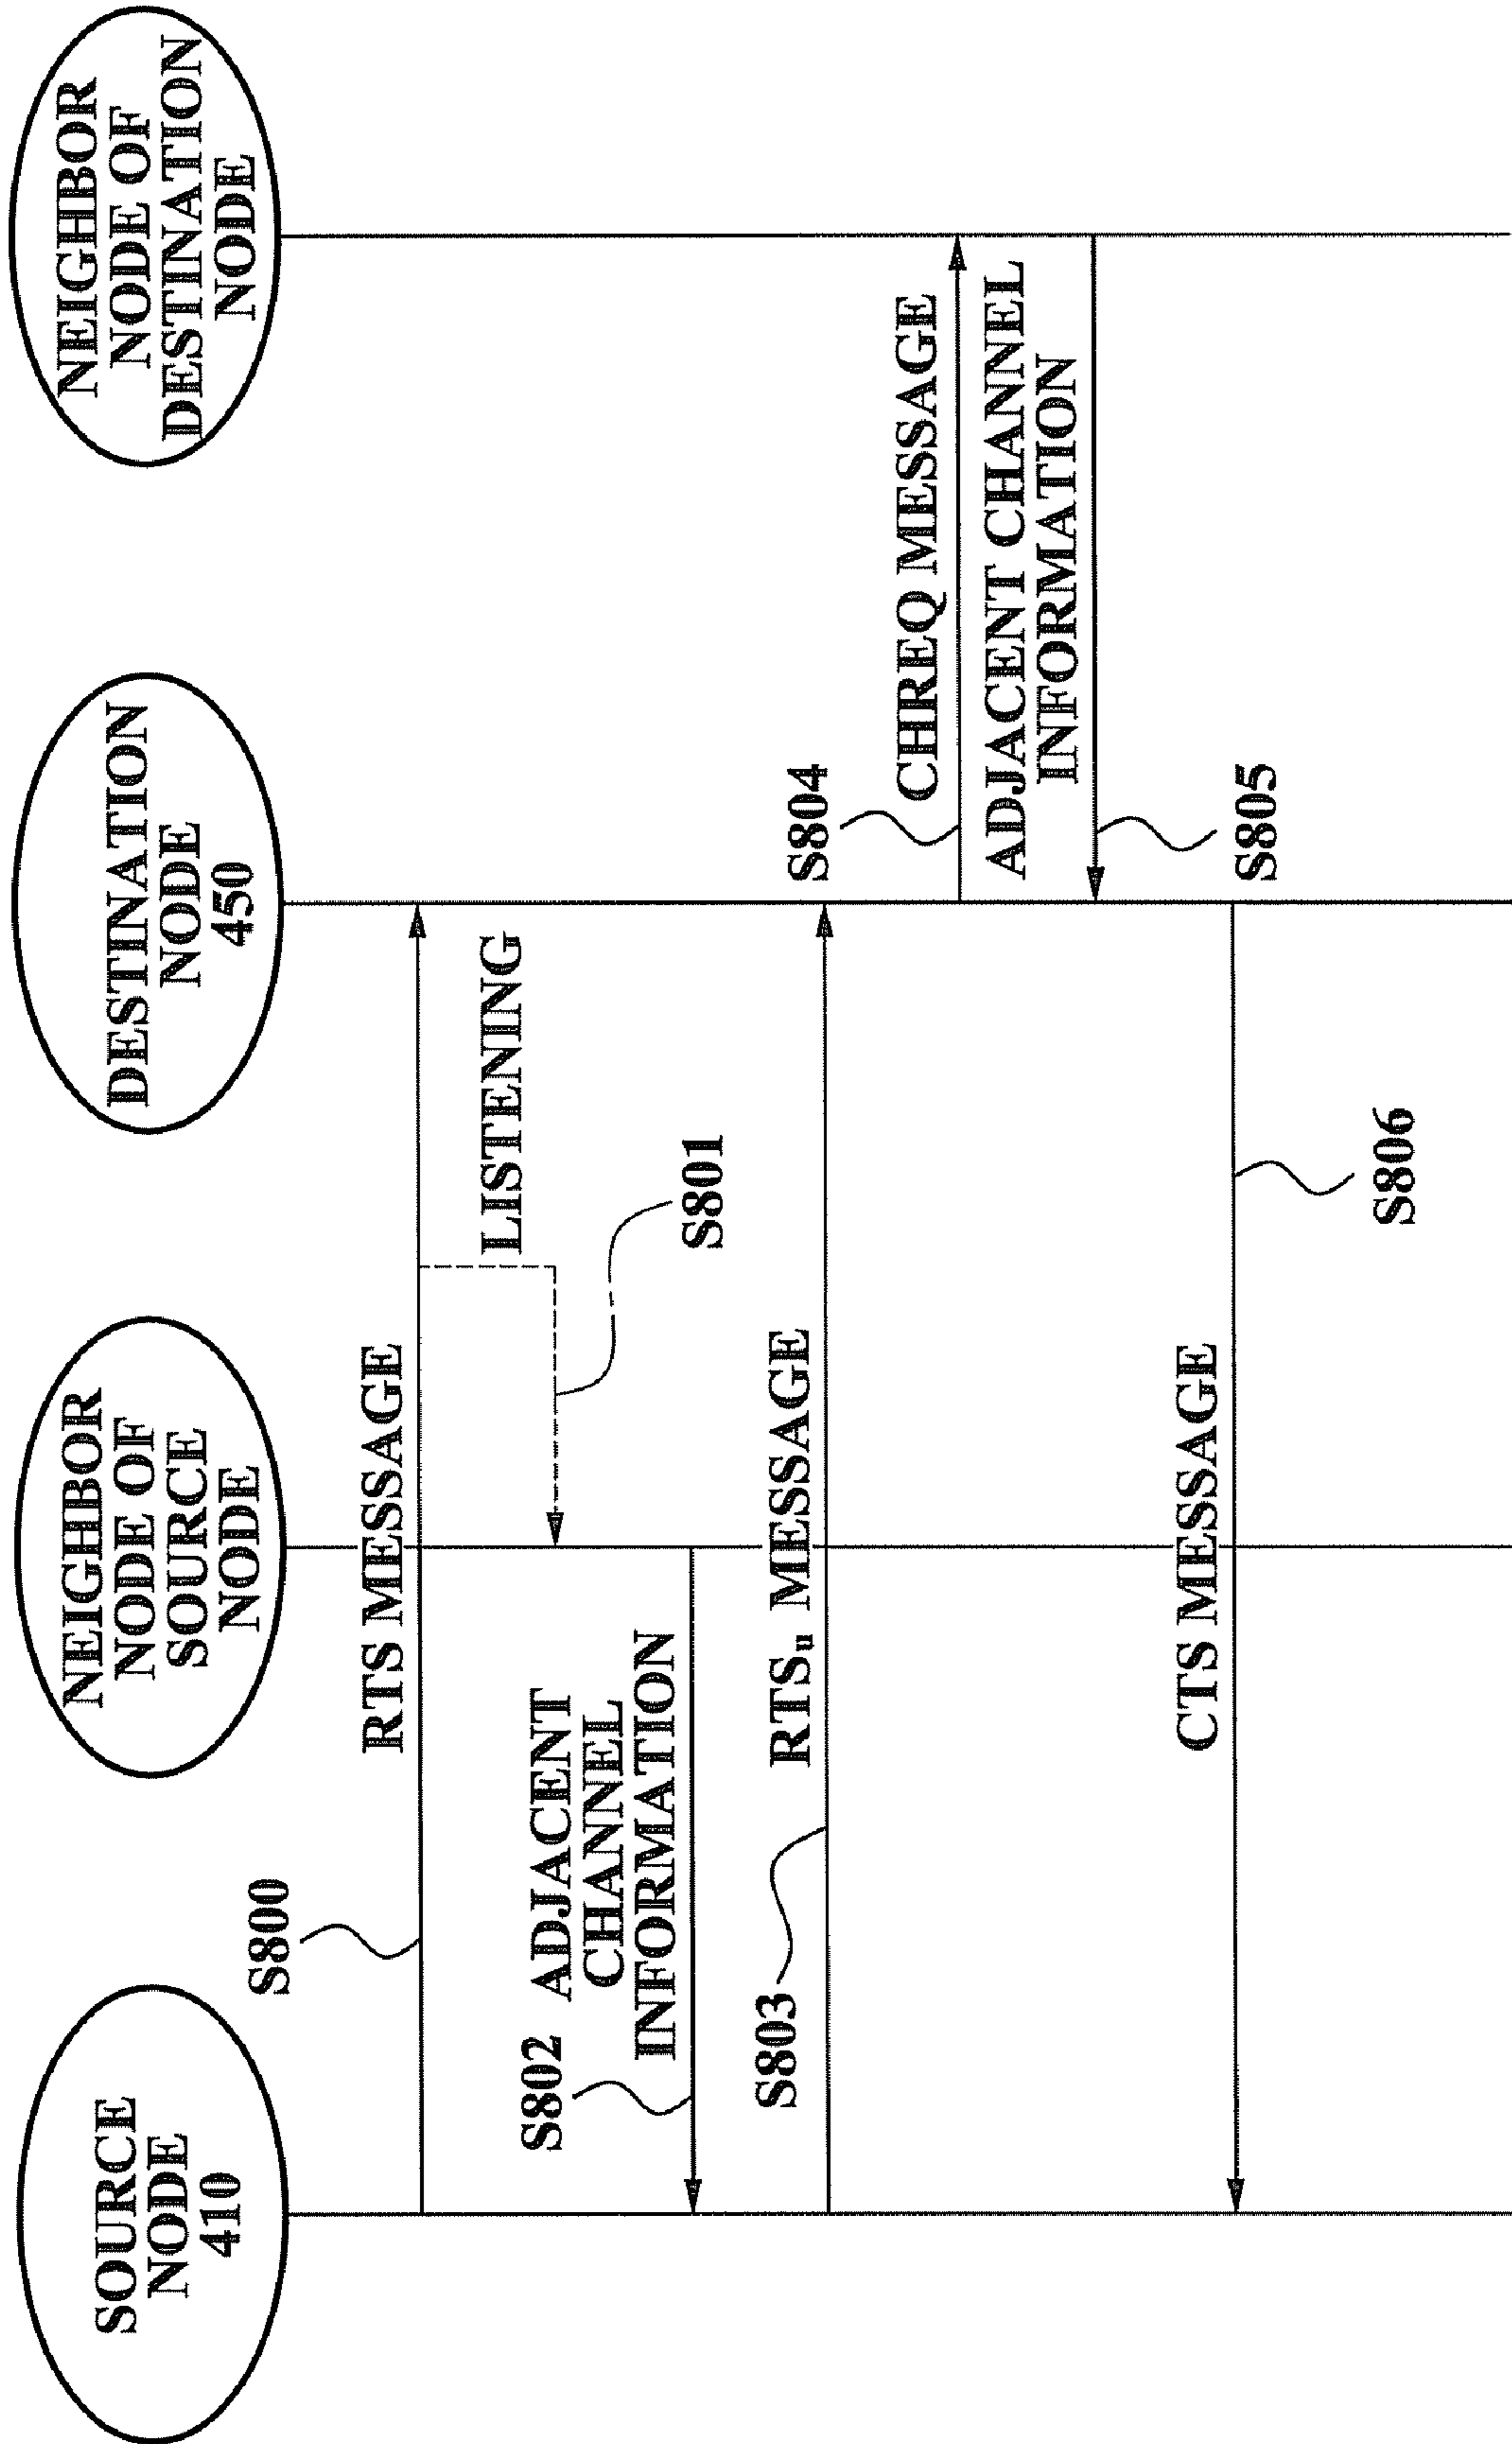 SOURCE
NODE
410
NEIGHBOR
NODE OF
SOURCE
NODE
DESTINATION
NODE
450
NEIGHBOR
NODE OF
DESTINATION
NODE
S800
RTS MESSAGE
LISTENING
S801
S802
ADJACENT
CHANNEL
INFORMATION
S803
RTSu MESSAGE
S804
CHREQ MESSAGE
ADJACENT CHANNEL
INFORMATION
S805
CTS MESSAGE
S806